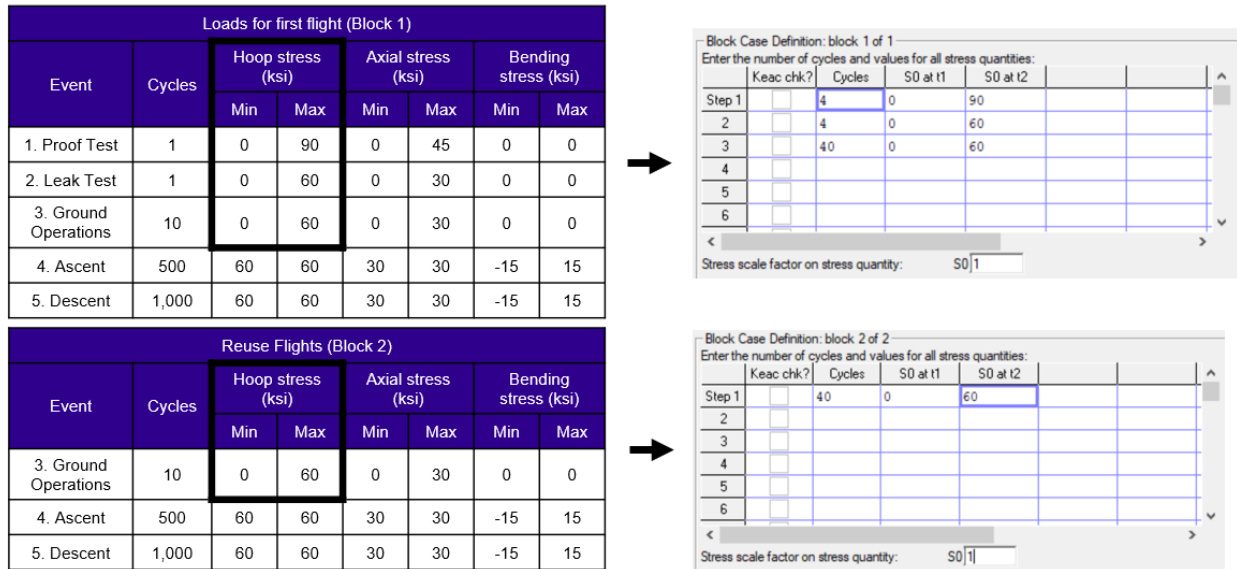 Loads for first flight (Block 1)
Event Cycles Hoop stress (ksi) Axial stress (ksi) Bending stress (ksi)
Min Max Min Max Min Max
1. Proof Test 1 0 90 0 45 0 0
2. Leak Test 1 0 60 0 30 0 0
3. Ground Operations 10 0 60 0 30 0 0
4. Ascent 500 60 60 30 30 -15 15
5. Descent 1,000 60 60 30 30 -15 15
Block Case Definition: block 1 of 1
Enter the number of cycles and values for all stress quantities:
Keac chk? Cycles S0 at t1 S0 at t2
Step 1 4 0 90
2 4 0 60
3 40 0 60
4
5
6
Stress scale factor on stress quantity: S0 1
Reuse Flights (Block 2)
Event Cycles Hoop stress (ksi) Axial stress (ksi) Bending stress (ksi)
Min Max Min Max Min Max
3. Ground Operations 10 0 60 0 30 0 0
4. Ascent 500 60 60 30 30 -15 15
5. Descent 1,000 60 60 30 30 -15 15
Block Case Definition: block 2 of 2
Enter the number of cycles and values for all stress quantities:
Keac chk? Cycles S0 at t1 S0 at t2
Step 1 40 0 60
2
3
4
5
6
Stress scale factor on stress quantity: S0 1